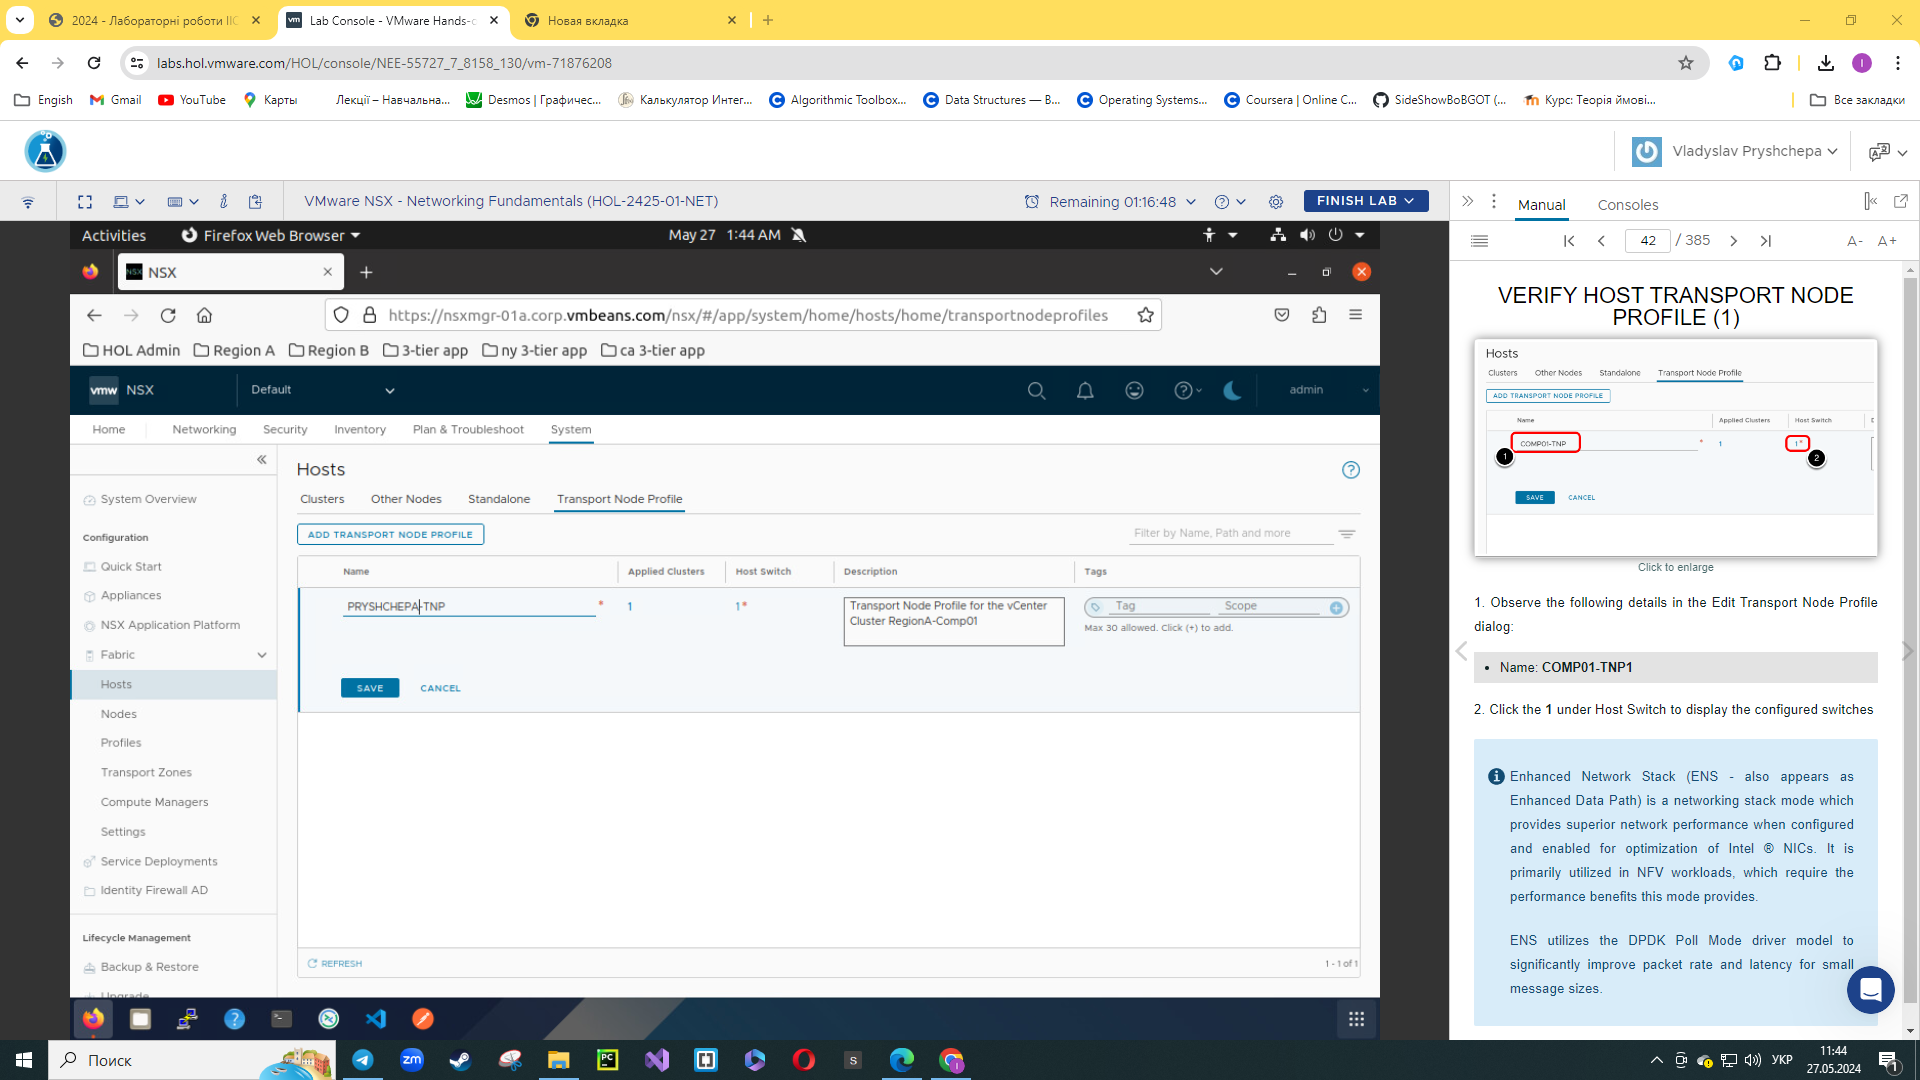 2024 - Лабораторні роботи ІІС
Lab Console - VMware Hands-o
Новая вкладка
labs.hol.vmware.com/HOL/console/NEE-55727_7_8158_130/vm-71876208
Engish
Gmail
YouTube
Карты
Лекції – Навчальна...
Desmos | Графичес...
Калькулятор Интег...
Algorithmic Toolbox...
Data Structures — B...
Operating Systems...
Coursera | Online C...
SideShowBoBGOT (...
Курс: Теорія ймові...
Все закладки
Vladyslav Pryshchepa
VMware NSX - Networking Fundamentals (HOL-2425-01-NET)
Remaining 01:16:48
FINISH LAB
Manual
Consoles
Activities
Firefox Web Browser
May 27 1:44 AM
42 / 385
A-
A+
NSX
https://nsxmgr-01a.corp.vmbeans.com/nsx/#/app/system/home/hosts/home/transportnodeprofiles
HOL Admin
Region A
Region B
3-tier app
ny 3-tier app
ca 3-tier app
vmw NSX
Default
admin
Home
Networking
Security
Inventory
Plan & Troubleshoot
System
System Overview
Configuration
Quick Start
Appliances
NSX Application Platform
Fabric
Hosts
Nodes
Profiles
Transport Zones
Compute Managers
Settings
Service Deployments
Identity Firewall AD
Lifecycle Management
Backup & Restore
Upgrade
Hosts
Clusters
Other Nodes
Standalone
Transport Node Profile
ADD TRANSPORT NODE PROFILE
Filter by Name, Path and more
Name
Applied Clusters
Host Switch
Description
Tags
PRYSHCHEPA-TNP
*
1
1*
Transport Node Profile for the vCenter
Cluster RegionA-Comp01
Tag
Scope
Max 30 allowed. Click (+) to add.
SAVE
CANCEL
REFRESH
1 - 1 of 1
VERIFY HOST TRANSPORT NODE
PROFILE (1)
Hosts
Clusters
Other Nodes
Standalone
Transport Node Profile
ADD TRANSPORT NODE PROFILE
Name
Applied Clusters
Host Switch
COMP01-TNP
*
1
1*
1
2
SAVE
CANCEL
Click to enlarge
1. Observe the following details in the Edit Transport Node Profile
dialog:
• Name: COMP01-TNP1
2. Click the 1 under Host Switch to display the configured switches
Enhanced Network Stack (ENS - also appears as
Enhanced Data Path) is a networking stack mode which
provides superior network performance when configured
and enabled for optimization of Intel ® NICs. It is
primarily utilized in NFV workloads, which require the
performance benefits this mode provides.
ENS utilizes the DPDK Poll Mode driver model to
significantly improve packet rate and latency for small
message sizes.
Поиск
zm
PC
S
УКР
11:44
27.05.2024
1